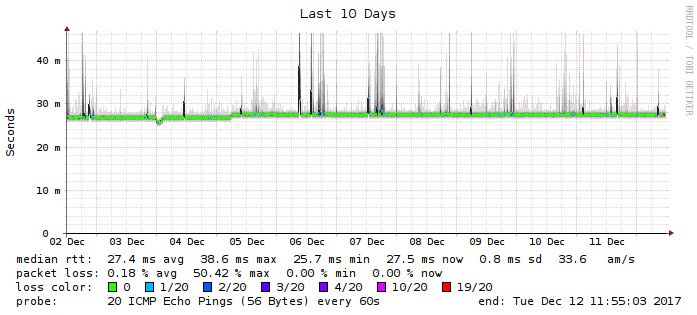 Last 10 Days
RRDTOOL / TOBI OETIKER
Seconds
40 m
30 m
20 m
10 m
0
02 Dec 03 Dec 04 Dec 05 Dec 06 Dec 07 Dec 08 Dec 09 Dec 10 Dec 11 Dec
median rtt: 27.4 ms avg 38.6 ms max 25.7 ms min 27.5 ms now 0.8 ms sd 33.6 am/s
packet loss: 0.18 % avg 50.42 % max 0.00 % min 0.00 % now
loss color: 0 1/20 2/20 3/20 4/20 10/20 19/20
probe: 20 ICMP Echo Pings (56 Bytes) every 60s end: Tue Dec 12 11:55:03 2017